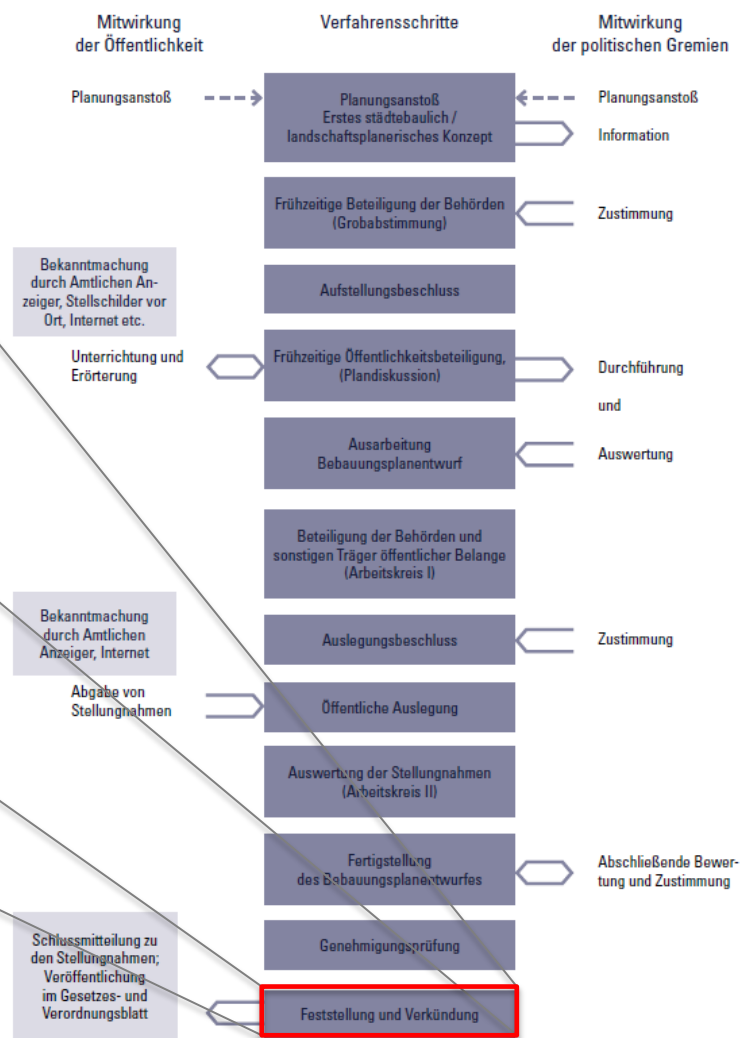 Mitwirkung
der Öffentlichkeit
Verfahrensschritte
Mitwirkung
der politischen Gremien
Planungsanstoß
Planungsanstoß
Erstes städtebaulich /
landschaftsplanerisches Konzept
Planungsanstoß
Information
Frühzeitige Beteiligung der Behörden
(Grobabstimmung)
Zustimmung
Bekanntmachung
durch Amtlichen An-
zeiger, Stellschilder vor
Ort, Internet etc.
Aufstellungsbeschluss
Unterrichtung und
Erörterung
Frühzeitige Öffentlichkeitsbeteiligung,
(Plandiskussion)
Durchführung
und
Ausarbeitung
Bebauungsplanentwurf
Auswertung
Beteiligung der Behörden und
sonstigen Träger öffentlicher Belange
(Arbeitskreis I)
Bekanntmachung
durch Amtlichen
Anzeiger, Internet
Auslegungsbeschluss
Zustimmung
Abgabe von
Stellungnahmen
Öffentliche Auslegung
Auswertung der Stellungnahmen
(Arbeitskreis II)
Fertigstellung
des Bebauungsplanentwurfes
Abschließende Bewer-
tung und Zustimmung
Genehmigungsprüfung
Schlussmitteilung zu
den Stellungnahmen;
Veröffentlichung
im Gesetzes- und
Verordnungsblatt
Feststellung und Verkündung